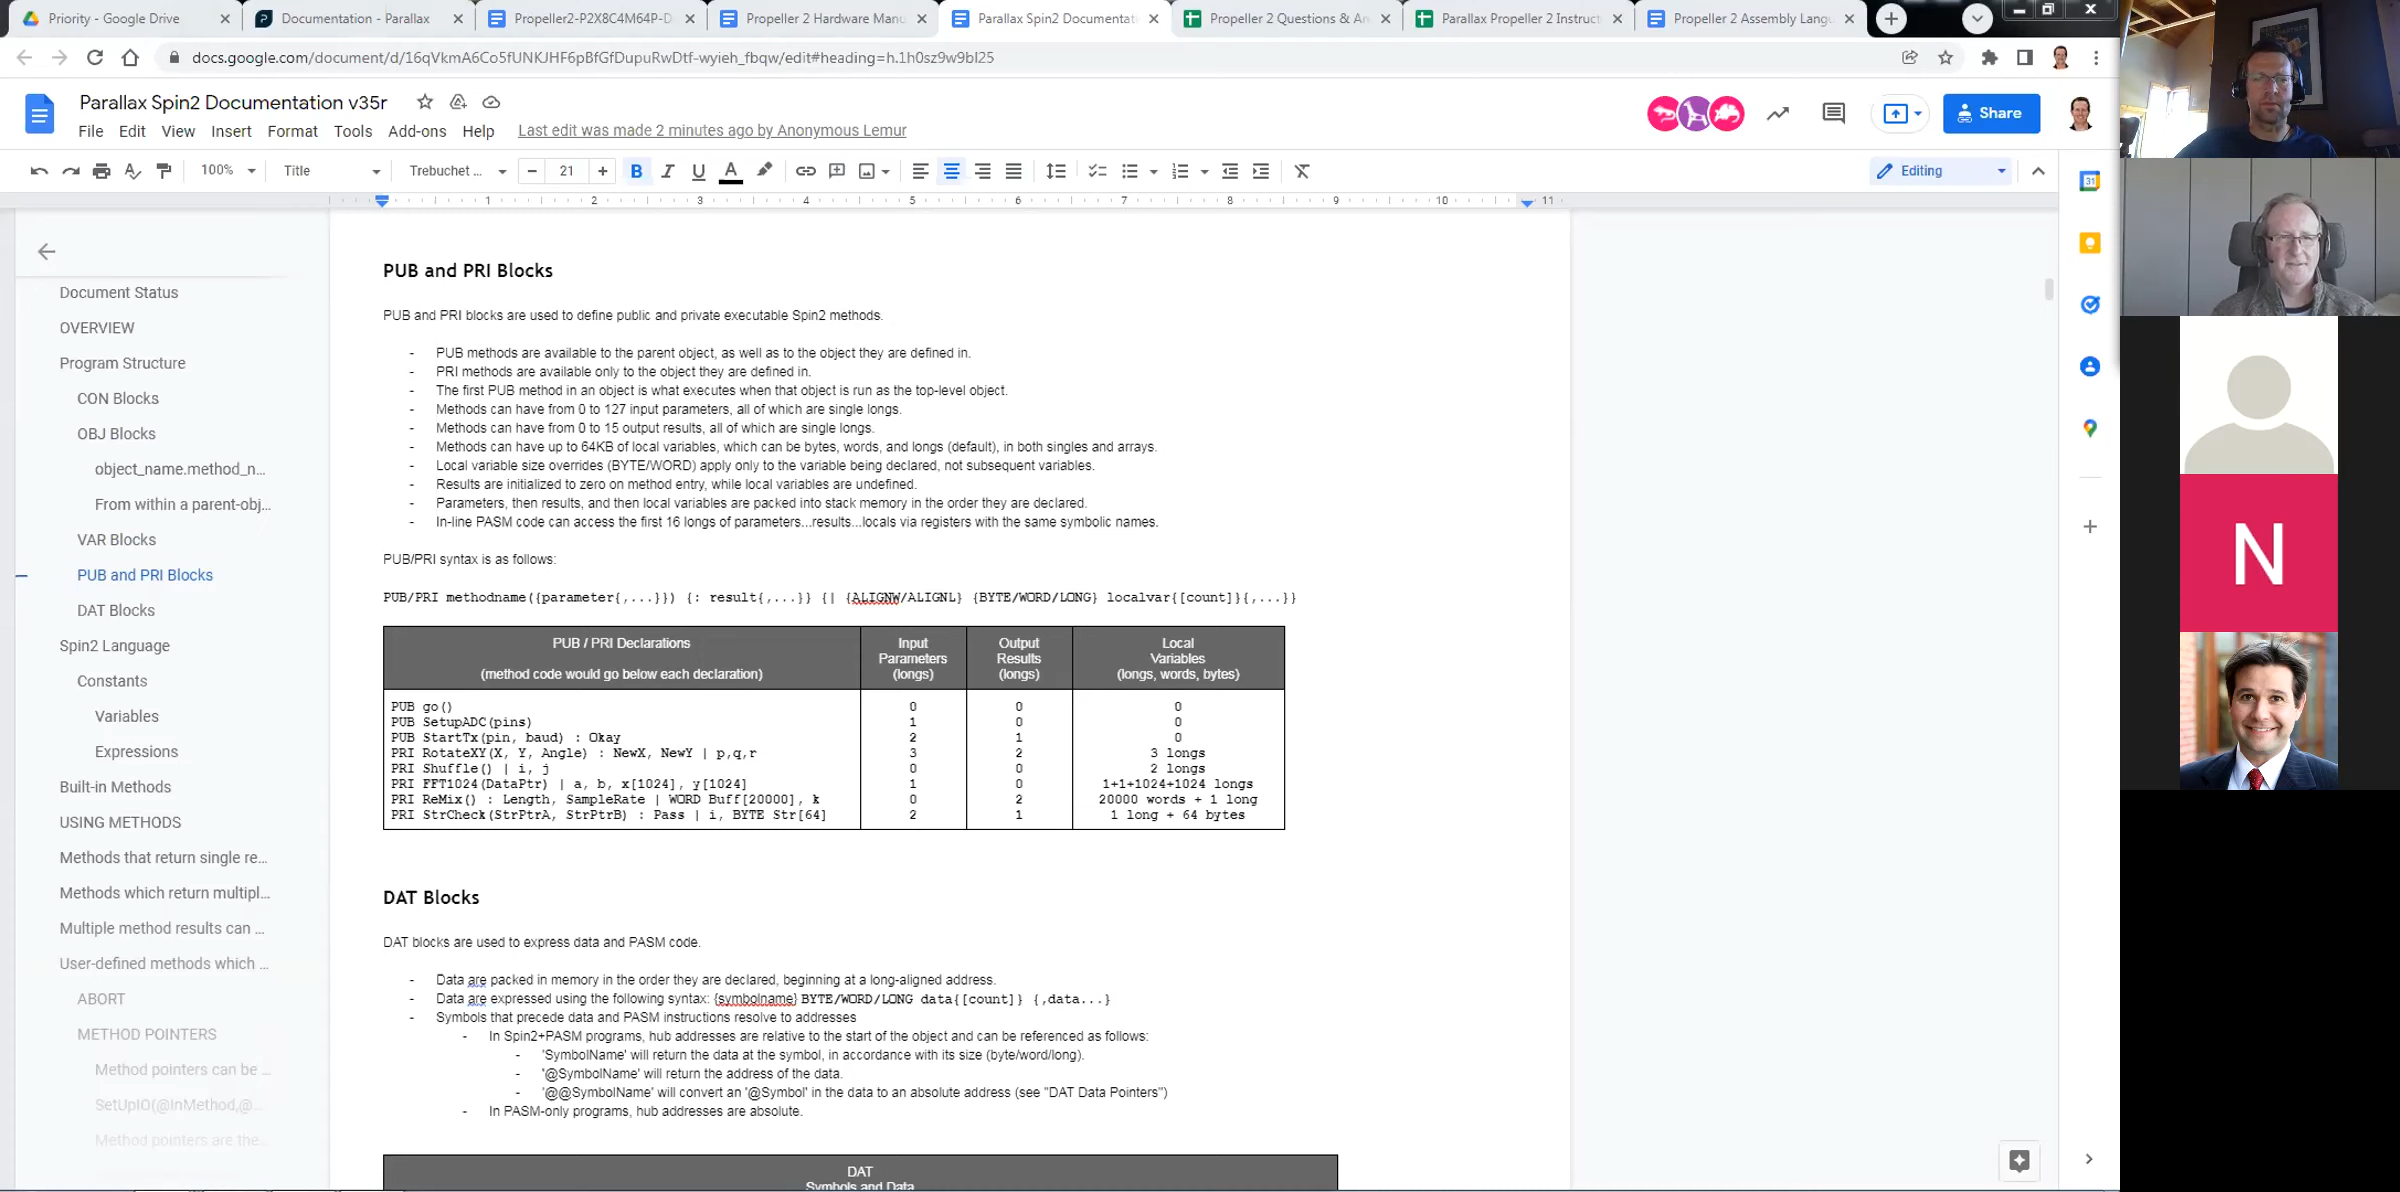 Priority - Google Drive
Documentation - Parallax
Propeller2-P2X8C4M64P-D
Propeller 2 Hardware Manu
Parallax Spin2 Documentat
Propeller 2 Questions & An
Parallax Propeller 2 Instruct
Propeller 2 Assembly Langu
docs.google.com/document/d/16qVkmA6Co5fUNKJHF6pBfGfDupuRwDtf-wyieh_fbqw/edit#heading=h.1h0sz9w9bl25
Parallax Spin2 Documentation v35r
File Edit View Insert Format Tools Add-ons Help Last edit was made 2 minutes ago by Anonymous Lemur
Share
100% Title Trebuchet ... 21 B I U A Editing
1 2 3 4 5 6 7 8 9 10 11
31
Document Status
OVERVIEW
Program Structure
CON Blocks
OBJ Blocks
object_name.method_n...
From within a parent-obj...
VAR Blocks
PUB and PRI Blocks
DAT Blocks
Spin2 Language
Constants
Variables
Expressions
Built-in Methods
USING METHODS
Methods that return single re...
Methods which return multipl...
Multiple method results can ...
User-defined methods which ...
ABORT
METHOD POINTERS
Method pointers can be ...
SetUpIO(@InMethod,@...
Method pointers are the...
PUB and PRI Blocks
PUB and PRI blocks are used to define public and private executable Spin2 methods.
- PUB methods are available to the parent object, as well as to the object they are defined in.
- PRI methods are available only to the object they are defined in.
- The first PUB method in an object is what executes when that object is run as the top-level object.
- Methods can have from 0 to 127 input parameters, all of which are single longs.
- Methods can have from 0 to 15 output results, all of which are single longs.
- Methods can have up to 64KB of local variables, which can be bytes, words, and longs (default), in both singles and arrays.
- Local variable size overrides (BYTE/WORD) apply only to the variable being declared, not subsequent variables.
- Results are initialized to zero on method entry, while local variables are undefined.
- Parameters, then results, and then local variables are packed into stack memory in the order they are declared.
- In-line PASM code can access the first 16 longs of parameters...results...locals via registers with the same symbolic names.
PUB/PRI syntax is as follows:
PUB/PRI methodname({parameter{,...}}) {: result{,...}} {| {ALIGNW/ALIGNL} {BYTE/WORD/LONG} localvar{[count]}{,...}}
PUB / PRI Declarations
(method code would go below each declaration)
Input
Parameters
(longs)
Output
Results
(longs)
Local
Variables
(longs, words, bytes)
PUB go() 0 0 0
PUB SetupADC(pins) 1 0 0
PUB StartTx(pin, baud) : Okay 2 1 0
PRI RotateXY(X, Y, Angle) : NewX, NewY | p,q,r 3 2 3 longs
PRI Shuffle() | i, j 0 0 2 longs
PRI FFT1024(DataPtr) | a, b, x[1024], y[1024] 1 0 1+1+1024+1024 longs
PRI ReMix() : Length, SampleRate | WORD Buff[20000], k 0 2 20000 words + 1 long
PRI StrCheck(StrPtrA, StrPtrB) : Pass | i, BYTE Str[64] 2 1 1 long + 64 bytes
DAT Blocks
DAT blocks are used to express data and PASM code.
- Data are packed in memory in the order they are declared, beginning at a long-aligned address.
- Data are expressed using the following syntax: {symbolname} BYTE/WORD/LONG data{[count]} {,data...}
- Symbols that precede data and PASM instructions resolve to addresses
- In Spin2+PASM programs, hub addresses are relative to the start of the object and can be referenced as follows:
- 'SymbolName' will return the data at the symbol, in accordance with its size (byte/word/long).
- '@SymbolName' will return the address of the data.
- '@@SymbolName' will convert an '@Symbol' in the data to an absolute address (see "DAT Data Pointers")
- In PASM-only programs, hub addresses are absolute.
DAT
Symbols and Data
N